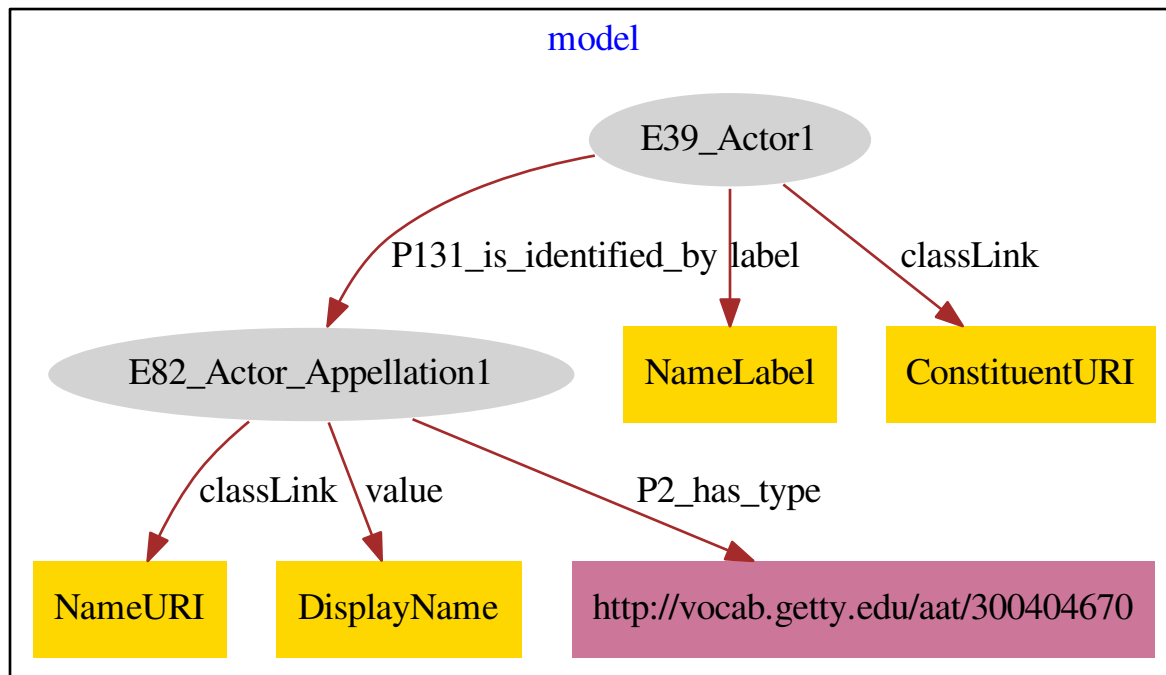 model
E39_Actor1
P131_is_identified_by
label
classLink
E82_Actor_Appellation1
NameLabel
ConstituentURI
classLink
value
P2_has_type
NameURI
DisplayName
http://vocab.getty.edu/aat/300404670